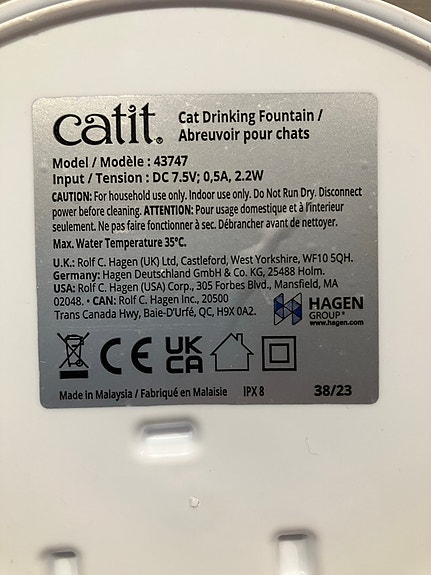 catit®
Cat Drinking Fountain /
Abreuvoir pour chats
Model / Modèle : 43747
Input / Tension : DC 7.5V; 0,5A, 2.2W
CAUTION: For household use only. Indoor use only. Do Not Run Dry. Disconnect
power before cleaning. ATTENTION: Pour usage domestique et à l'interieur
seulement. Ne pas faire fonctionner à sec. Débrancher avant de nettoyer.
Max. Water Temperature 35°C.
U.K.: Rolf C. Hagen (UK) Ltd, Castleford, West Yorkshire, WF10 5QH.
Germany: Hagen Deutschland GmbH & Co. KG, 25488 Holm.
USA: Rolf C. Hagen (USA) Corp., 305 Forbes Blvd., Mansfield, MA
02048. • CAN: Rolf C. Hagen Inc., 20500
Trans Canada Hwy, Baie-D'Urfé, QC, H9X 0A2.
HAGEN
GROUP®
www.hagen.com
CE UK
CA
Made in Malaysia / Fabriqué en Malaisie IPX 8 38/23